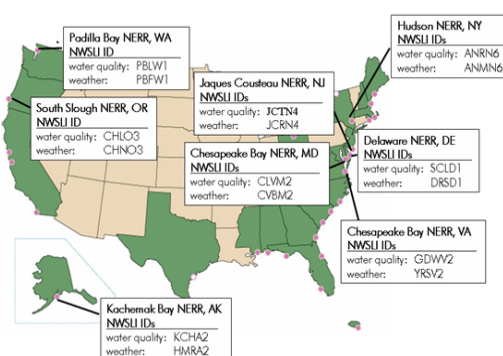 Hudson NERR, NY
NWSLI IDs
water quality: ANRN6
weather: ANMN6
Padilla Bay NERR, WA
NWSLI ID
water quality: PBLW1
weather: PBFW1
Jaques Cousteau NERR, NJ
NWSLI IDs
water quality: JCTN4
weather: JCRN4
South Slough NERR, OR
NWSLI ID
water quality: CHLO3
weather: CHNO3
Delaware NERR, DE
NWSLI IDs
water quality: SCLD1
weather: DRSD1
Chesapeake Bay NERR, MD
NWSLI IDs
water quality: CLVM2
weather: CVBM2
Chesapeake Bay NERR, VA
NWSLI IDs
water quality: GDWV2
weather: YRSV2
Kachemak Bay NERR, AK
NWSLI IDs
water quality: KCHA2
weather: HMRA2